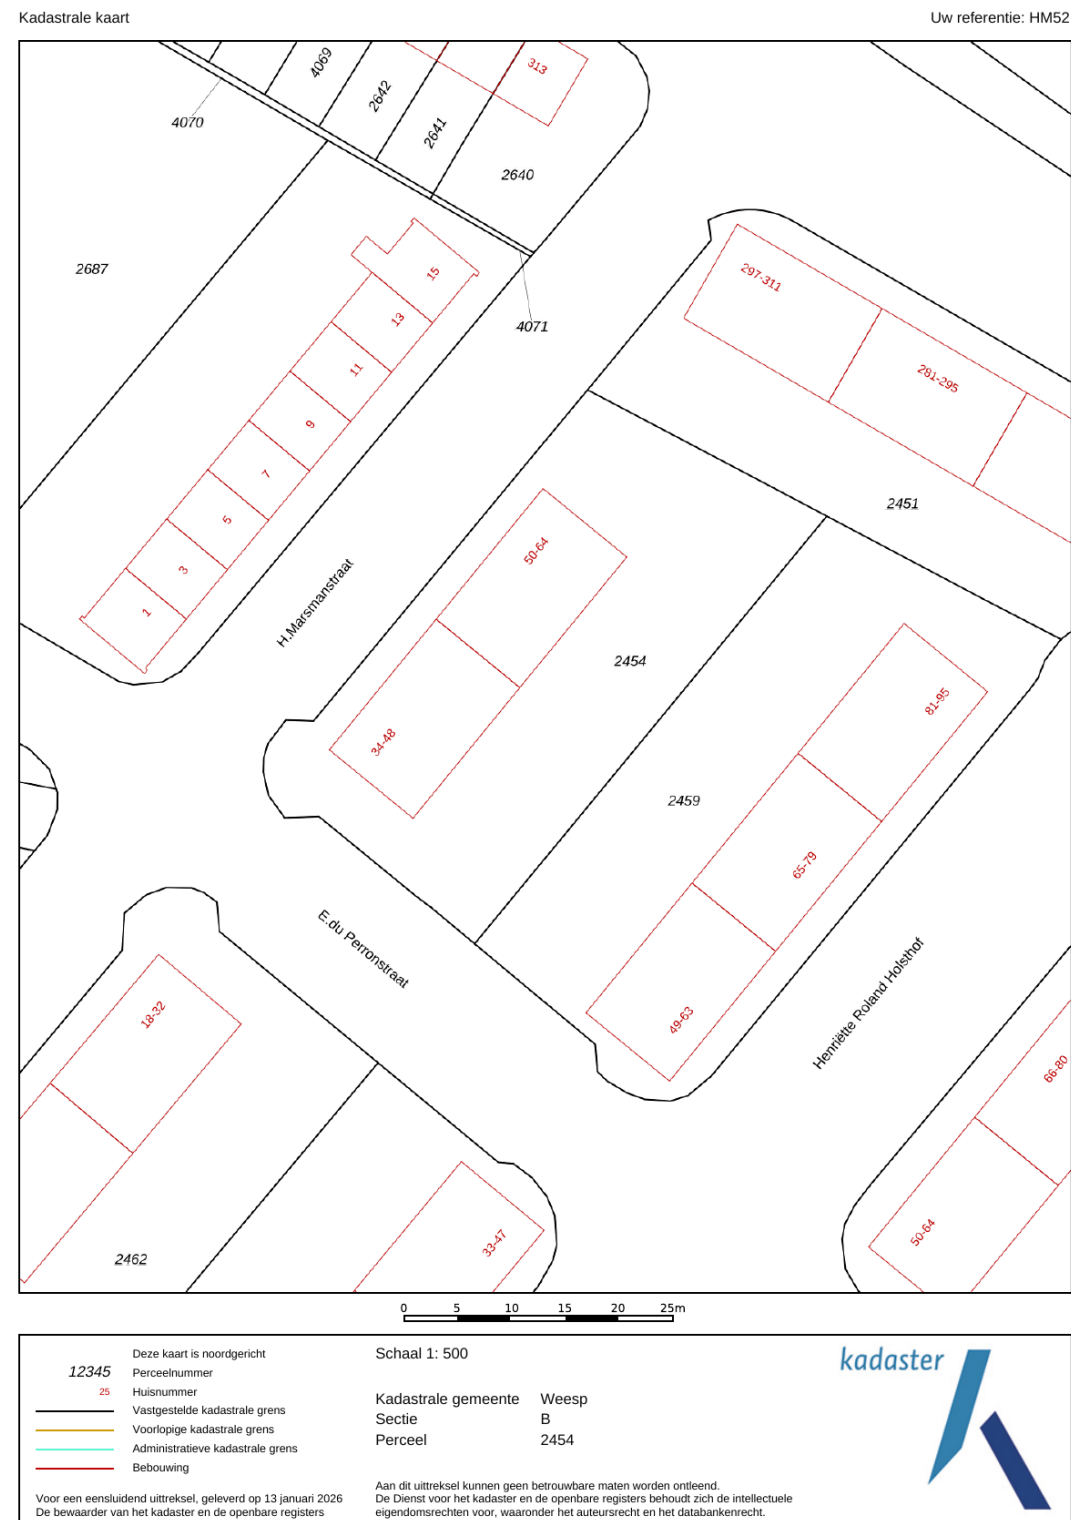 Kadastrale kaart
Uw referentie: HM52
4069
2642
2641
313
4070
2640
2687
15
13
11
9
7
5
3
1
4071
297-311
281-295
2451
H.Marsmanstraat
50-64
34-48
2454
2459
81-95
65-79
49-63
E.du Perronstraat
Henriëtte Roland Holsthof
18-32
66-80
50-64
33-47
2462
0 5 10 15 20 25m
Deze kaart is noordgericht
12345 Perceelnummer
25 Huisnummer
Vastgestelde kadastrale grens
Voorlopige kadastrale grens
Administratieve kadastrale grens
Bebouwing
Voor een eensluidend uittreksel, geleverd op 13 januari 2026
De bewaarder van het kadaster en de openbare registers
Schaal 1: 500
Kadastrale gemeente Weesp
Sectie B
Perceel 2454
Aan dit uittreksel kunnen geen betrouwbare maten worden ontleend.
De Dienst voor het kadaster en de openbare registers behoudt zich de intellectuele
eigendomsrechten voor, waaronder het auteursrecht en het databankenrecht.
kadaster